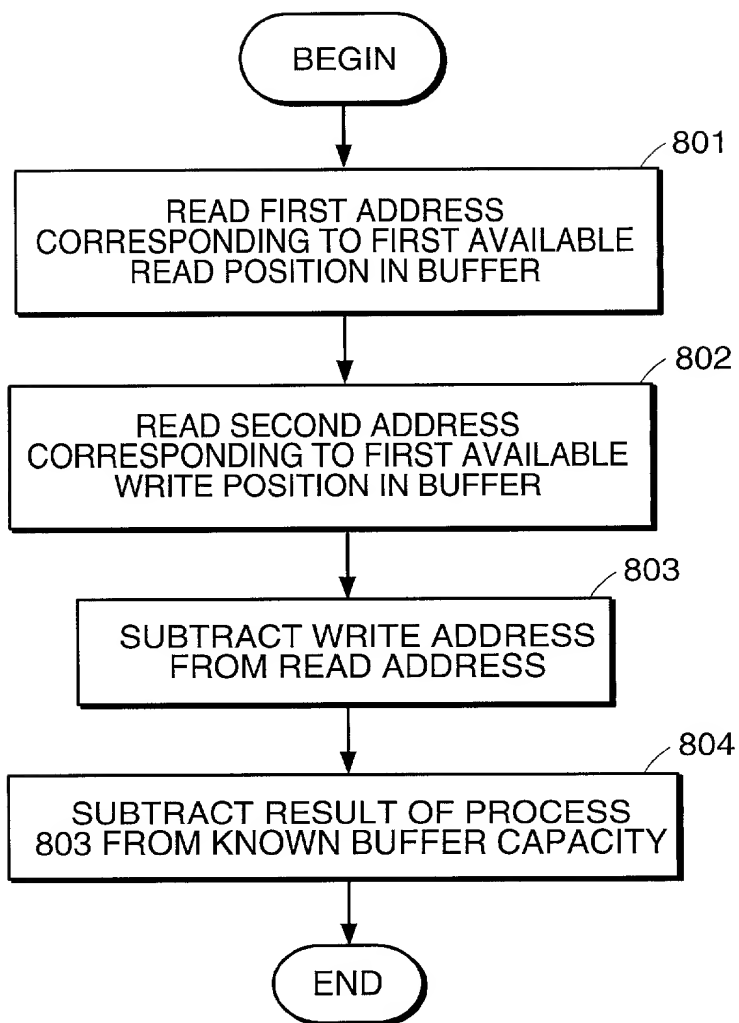 BEGIN
801
READ FIRST ADDRESS
CORRESPONDING TO FIRST AVAILABLE
READ POSITION IN BUFFER
802
READ SECOND ADDRESS
CORRESPONDING TO FIRST AVAILABLE
WRITE POSITION IN BUFFER
803
SUBTRACT WRITE ADDRESS
FROM READ ADDRESS
804
SUBTRACT RESULT OF PROCESS
803 FROM KNOWN BUFFER CAPACITY
END